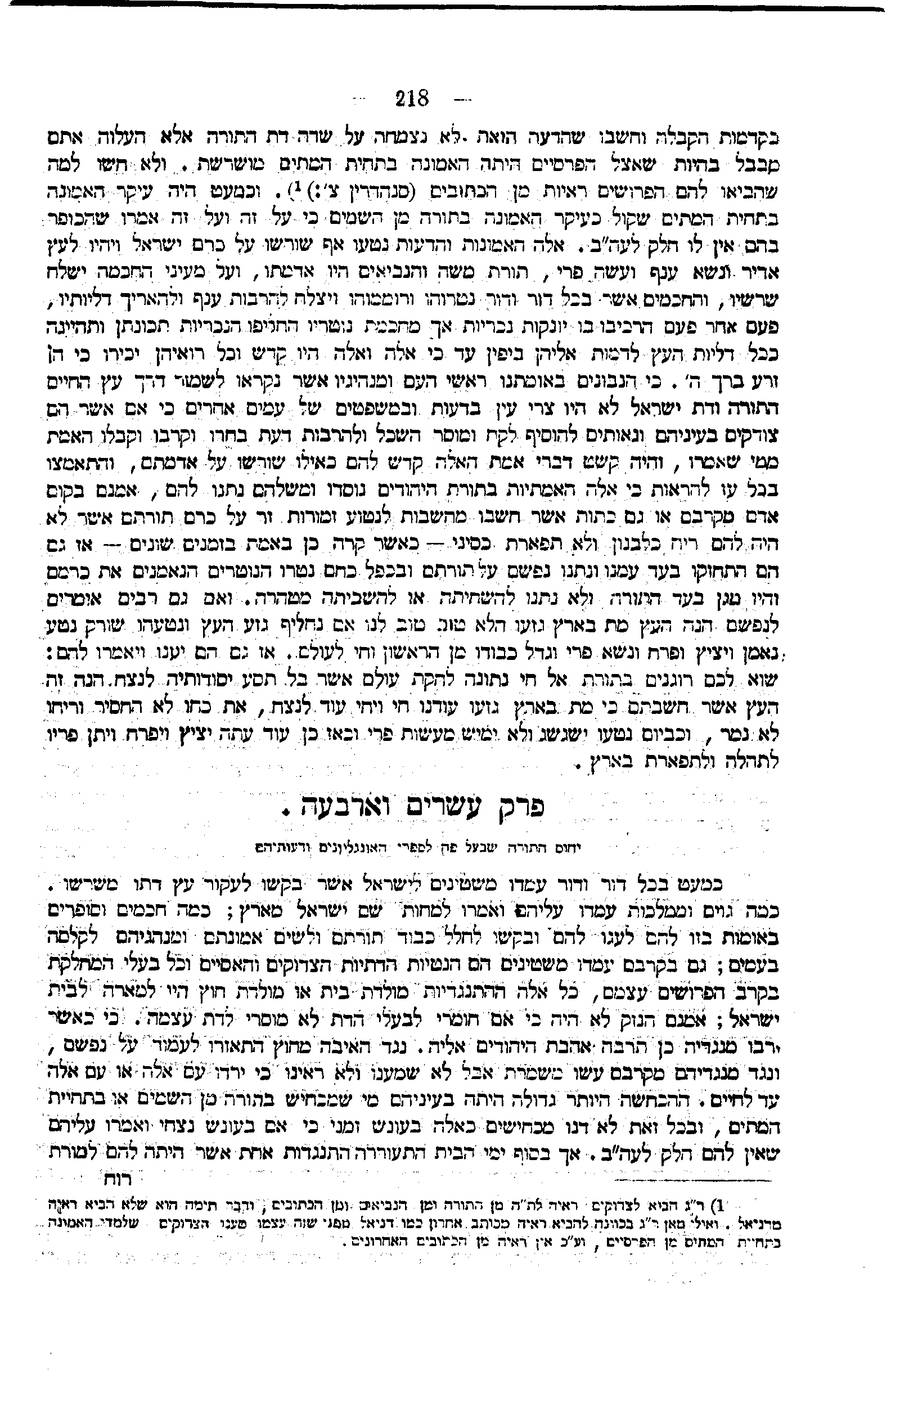 — 218 —
בקדמות הקבלה וחשבו שהדעה הזאת לא נצמחה על שדה דת התורה אלא העלוה אתם
מבבל בהיות שאצל הפרסיים היתה האמונה בתחית המתים מושרשת. ולא חשו למה
שהביאו להם הפרושים ראיות מן הכתובים (סנהדרין צ':) 1). וכמעט היה עיקר האמונה
בתחית המתים שקול כעיקר האמונה בתורה מן השמים כי על זה ועל זה אמרו שהכופר
בהם אין לו חלק לעה"ב. אלה האמונות והדעות נטעו אף שורשו על כרם ישראל ויהיו לעץ
אדיר ונשא ענף ועשה פרי, תורת משה והנביאים היו אדמתו, ועל מעיני החכמה ישלח
שרשיו, והחכמים אשר בכל דור ודור נטרוהו ורוממוהו ויצלח להרבות ענף ולהאריך דליותיו,
פעם אחר פעם הרכיבו בו יונקות נכריות אך מחכמת נוטריו החליפו הנכריות תכונתן ותהיינה
ככל דליות העץ לדמות אליהן ביפין עד כי אלה ואלה היו קדש וכל רואיהן יכירו כי הן
זרע ברך ה'. כי הנבונים באומתנו ראשי העם ומנהיגיו אשר נקראו לשמור דרך עץ החיים
התורה ודת ישראל לא היו צרי עין בדעות ובמשפטים של עמים אחרים כי אם אשר הם
צודקים בעיניהם ונאותים להוסיף לקח ומוסר השכל ולהרבות דעת בחרו וקרבו וקבלו האמת
ממי שאמרו, והיה קשט דברי אמת האלה קדש להם כאילו שורשו על אדמתם, והתאמצו
בכל עז להראות כי אלה האמתיות בתורת היהודים נוסדו ומשלהם נתנו להם, אמנם בקום
אדם מקרבם או גם כתות אשר חשבו מחשבות לנטוע זמורות זר על כרם תורתם אשר לא
היה להם ריח כלבנון ולא תפארת כסיני — כאשר קרה כן באמת בזמנים שונים — אז גם
הם התחזקו בעד עמנו ונתנו נפשם על תורתם ובכפל כחם נטרו הנוטרים הנאמנים את כרמם
והיו מגן בעד התורה ולא נתנו להשחיתה או להשביתה מטהרה. ואם גם רבים אומרים
לנפשם הנה העץ מת בארץ גזעו הלא טוב טוב לנו אם נחליף גזע העץ ונטעהו שורק נטע
נאמן ויציץ ופרח ונשא פרי וגדל כבודו מן הראשון וחי לעולם. אז גם הם יענו ויאמרו להם:
שוא לכם רוגנים בתורת אל חי נתונה לחקת עולם אשר בל תסע יסודותיה לנצח. הנה זה
העץ אשר חשבתם כי מת בארץ גזעו עודנו חי ויחי עוד לנצח, את כחו לא החסיר וריחו
לא נמר, וכביום נטעו ישגשג ולא ימיש מעשות פרי וכאז כן עוד עתה יציץ ויפרח ויתן פריו
לתהלה ולתפארת בארץ.
פרק עשרים וארבעה.
יחוס התורה שבעל פה לספרי האונגליונים ודעותיהם
כמעט בכל דור ודור עמדו משטינים לישראל אשר בקשו לעקור עץ דתו משרשו.
כמה גוים וממלכות עמדו עליהם ואמרו למחות שם ישראל מארץ; כמה חכמים וסופרים
באומות בזו להם לעגו להם ובקשו לחלל כבוד תורתם ולשים אמונתם ומנהגיהם לקלסה
בעמים; גם בקרבם עמדו משטינים הם הנטיות הדתיות הצדוקים והאסיים וכל בעלי המחלקת
בקרב הפרושים עצמם, כל אלה ההתנגדיות מולדת בית או מולדת חוץ היו למארה לבית
ישראל; אמנם הנזק לא היה כי אם חומרי לבעלי הדת לא מוסרי לדת עצמה. כי כאשר
ירבו מנגדיה כן הרבה אהבת היהודים אליה. נגד האיבה מחוץ התאזרו לעמוד על נפשם,
ונגד מנגדיהם מקרבם עשו משמרת אבל לא שמענו ולא ראינו כי ירדו עם אלה או עם אלה
עד לחיים. ההכחשה היותר גדולה היתה בעיניהם מי שמכחיש בתורה מן השמים או בתחיית
המתים, ובכל זאת לא דנו מכחישים כאלה בעונש זמני כי אם בעונש נצחי ואמרו עליהם
שאין להם חלק לעה"ב. אך בסוף ימי הבית התעוררה התנגדות אחת אשר היתה להם למורת
רוח
1) ר"ג הביא לצדוקים ראיה לת"ה מן התורה ומן הנביאים ומן הכתובים, ודבר תימה הוא שלא הביא ראיה
מדניאל. ואולי מאן ר"ג בכוונה להביא ראיה מכותב אחרון כמו דניאל מפני שזה עצמו טענו הצדוקים שלמדו האמונה
בתחיית המתים מן הפרסיים, וע"כ אין ראיה מן הכתובים האחרונים.